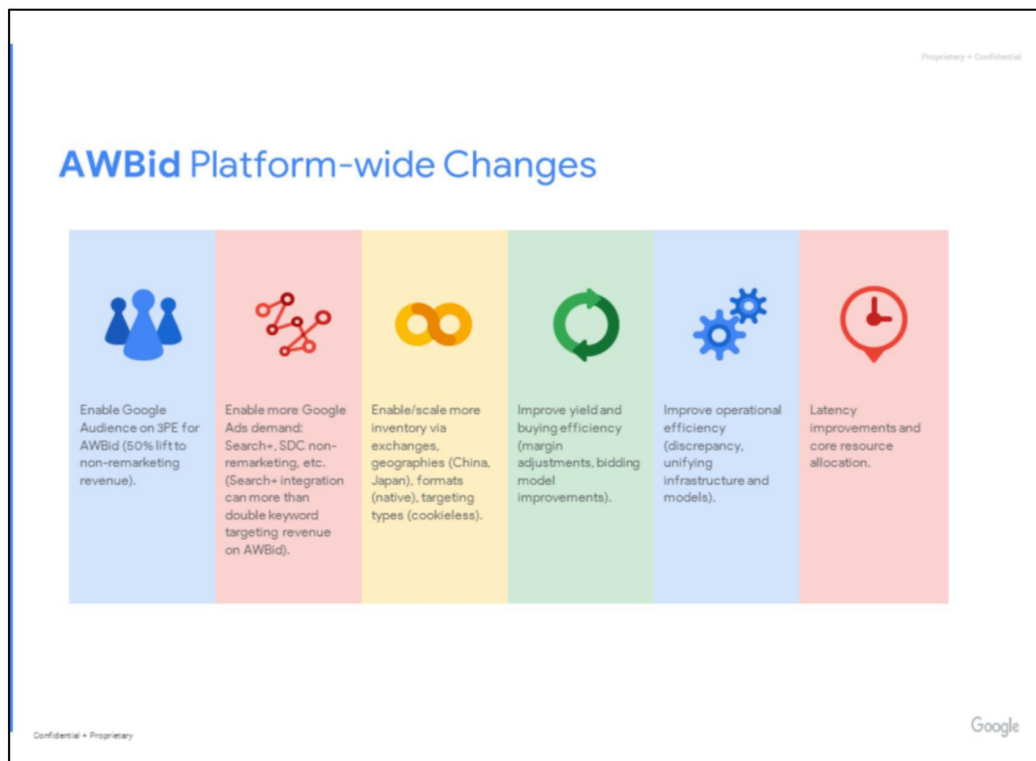 Proprietary + Confidential
AWBid Platform-wide Changes
Enable Google
Audience on 3PE for
AWBid (50% lift to
non-remarketing
revenue).
Enable more Google
Ads demand:
Search+, SDC non-
remarketing, etc.
(Search+ integration
can more than
double keyword
targeting revenue
on AWBid).
Enable/scale more
inventory via
exchanges,
geographies (China,
Japan), formats
(native), targeting
types (cookieless).
Improve yield and
buying efficiency
(margin
adjustments, bidding
model
improvements).
Improve operational
efficiency
(discrepancy,
unifying
infrastructure and
models).
Latency
improvements and
core resource
allocation.
Confidential + Proprietary
Google